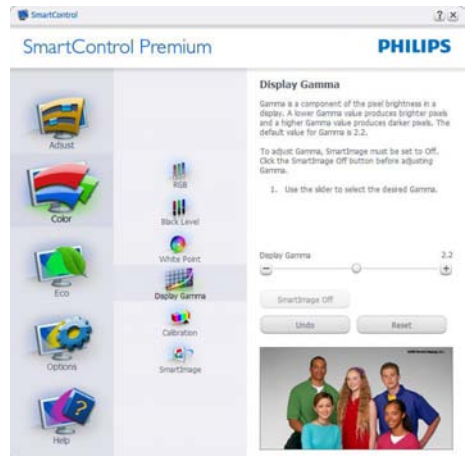 SmartControl
SmartControl Premium
PHILIPS
Adjust
Color
Eco
Options
Help
RGB
Black Level
White Point
Display Gamma
Calibration
SmartImage
Display Gamma
Gamma is a component of the pixel brightness in a
display. A lower Gamma value produces brighter pixels
and a higher Gamma value produces darker pixels. The
default value for Gamma is 2.2.
To adjust Gamma, SmartImage must be set to Off.
Click the SmartImage Off button before adjusting
Gamma.
1. Use the slider to select the desired Gamma.
Display Gamma 2.2
SmartImage Off
Undo Reset